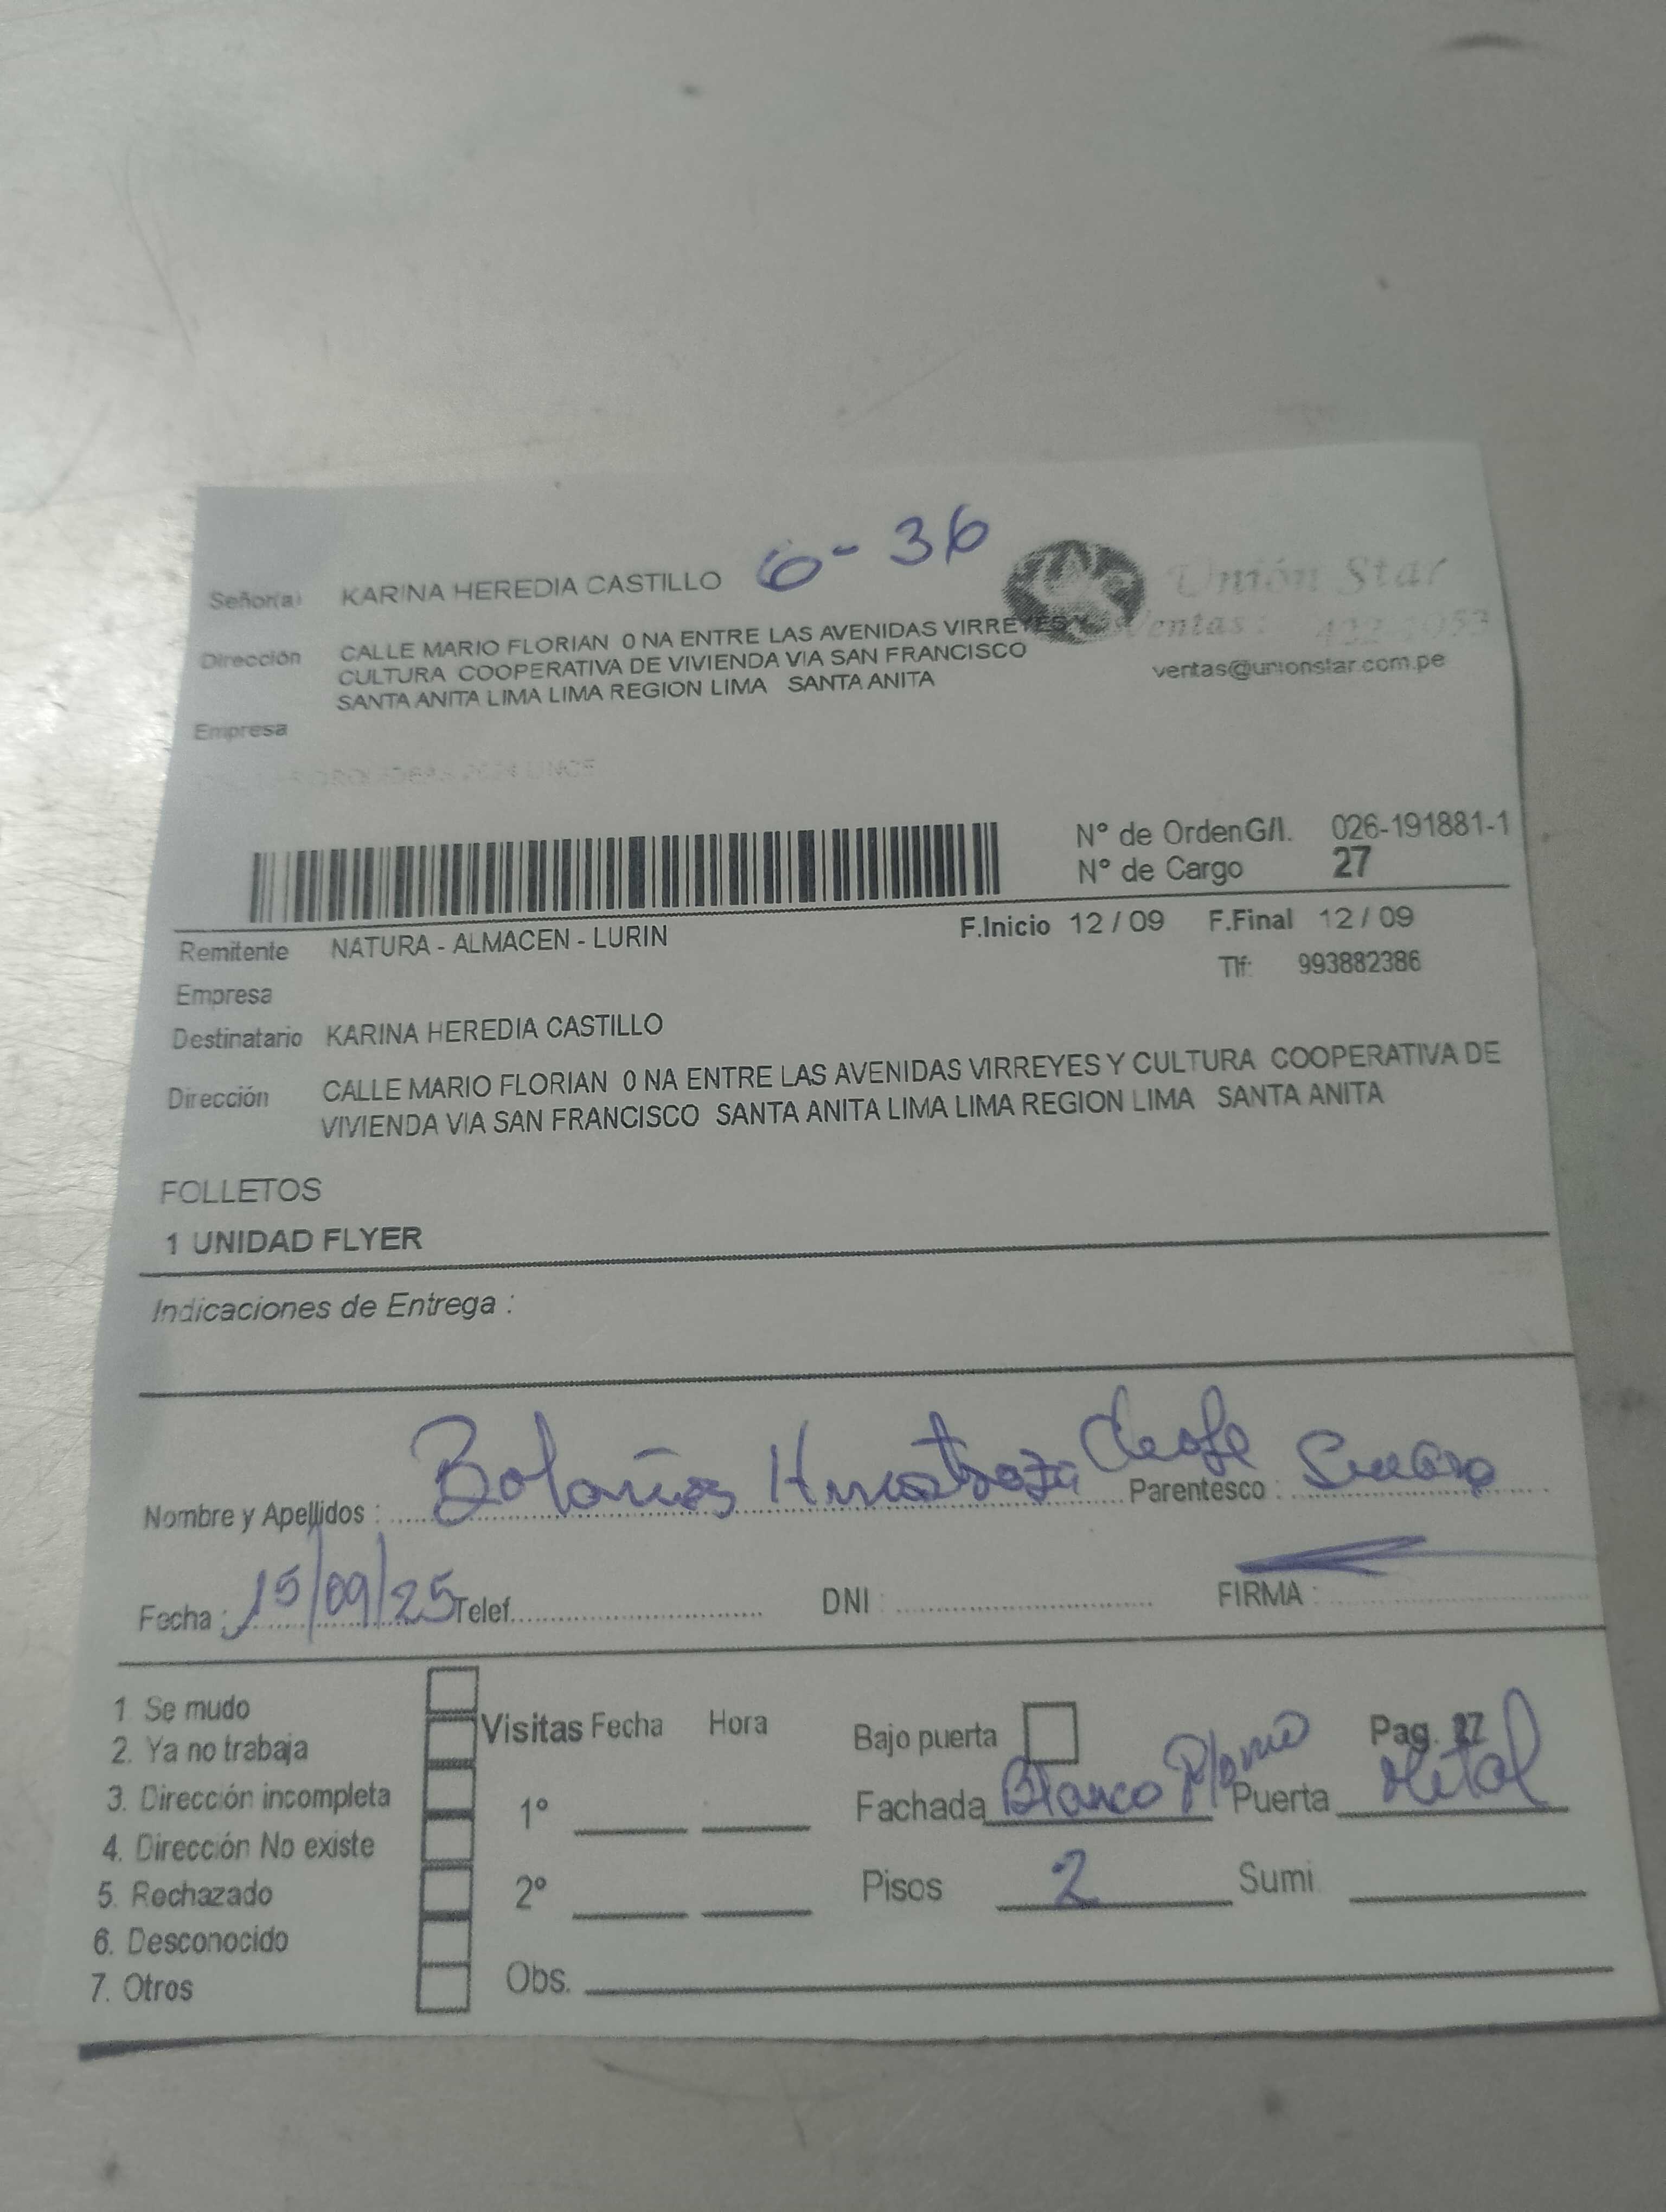 6-36
Señor(a) KARINA HEREDIA CASTILLO
Unión Star
Dirección CALLE MARIO FLORIAN 0 NA ENTRE LAS AVENIDAS VIRREYES Y
Ventas:
CULTURA COOPERATIVA DE VIVIENDA VIA SAN FRANCISCO
ventas@unionstar.com.pe
SANTA ANITA LIMA LIMA REGION LIMA SANTA ANITA
Empresa
N° de Orden G/I. 026-191881-1
N° de Cargo 27
Remitente NATURA - ALMACEN - LURIN F.Inicio 12 / 09 F.Final 12 / 09
Tlf: 993882386
Empresa
Destinatario KARINA HEREDIA CASTILLO
Dirección CALLE MARIO FLORIAN 0 NA ENTRE LAS AVENIDAS VIRREYES Y CULTURA COOPERATIVA DE
VIVIENDA VIA SAN FRANCISCO SANTA ANITA LIMA LIMA REGION LIMA SANTA ANITA
FOLLETOS
1 UNIDAD FLYER
Indicaciones de Entrega :
Nombre y Apellidos : Bolaños Parentesco :
Fecha : 15/09/25 Telef. DNI : FIRMA :
1. Se mudo
2. Ya no trabaja
3. Dirección incompleta
4. Dirección No existe
5. Rechazado
6. Desconocido
7. Otros
Visitas Fecha Hora
1°
2°
Obs.
Bajo puerta Pag. 27
Fachada Blanco Plomo Puerta Metal
Pisos 2 Sumi